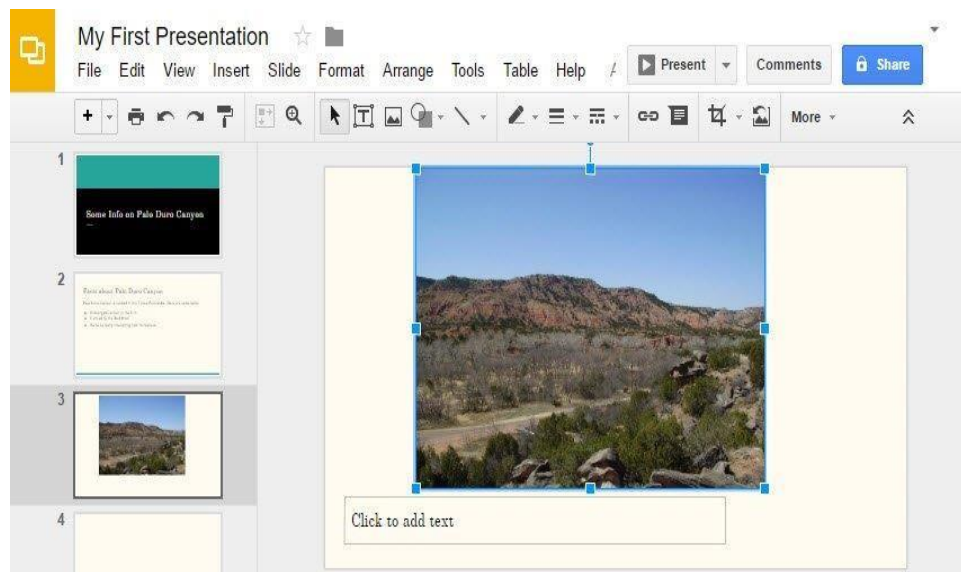 My First Presentation
File Edit View Insert Slide Format Arrange Tools Table Help
Present
Comments
Share
More
1
Some Info on Palo Duro Canyon
2
Facts about Palo Duro Canyon
3
4
Click to add text